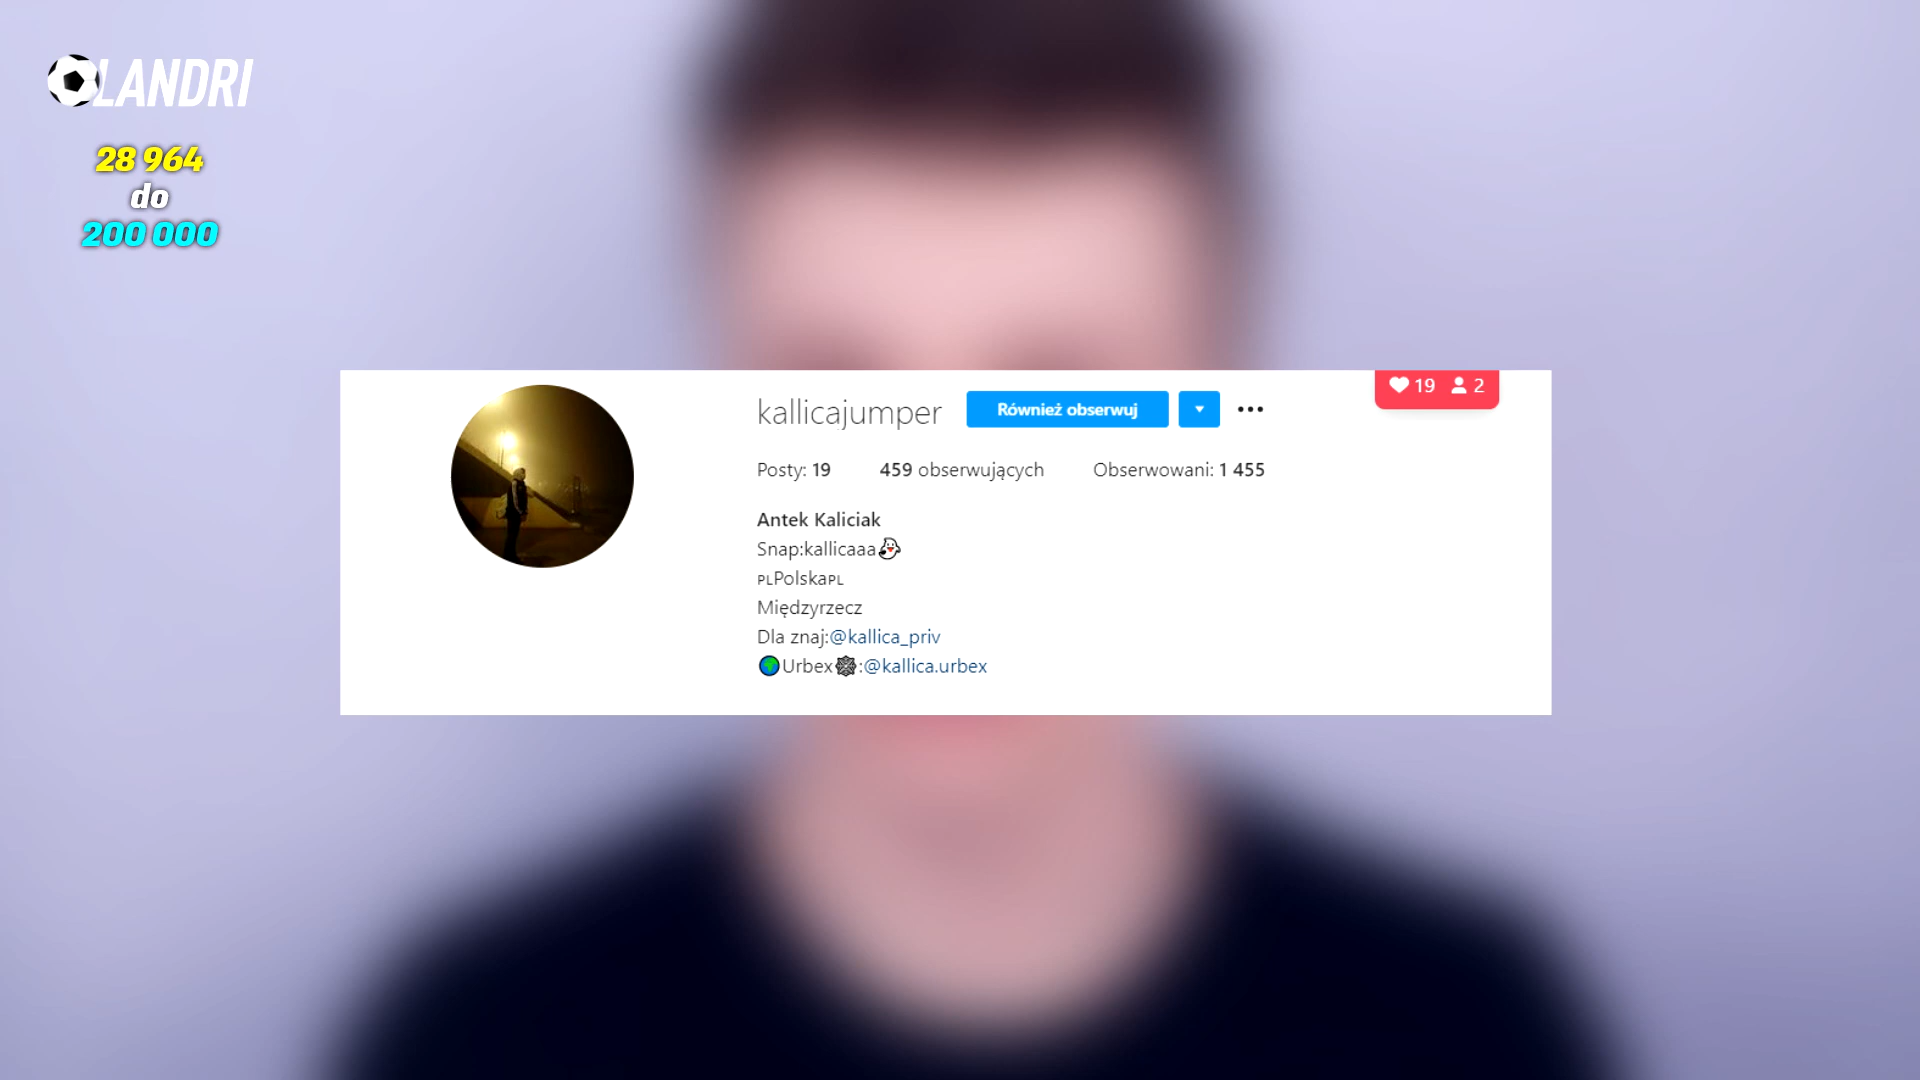 LANDRI
28 964
do
200 000
kallicajumper
Również obserwuj
19 2
Posty: 19 459 obserwujących Obserwowani: 1 455
Antek Kaliciak
Snap:kallicaaa👻
🇵🇱Polska🇵🇱
Międzyrzecz
Dla znaj:@kallica_priv
🌍Urbex🕸:@kallica.urbex